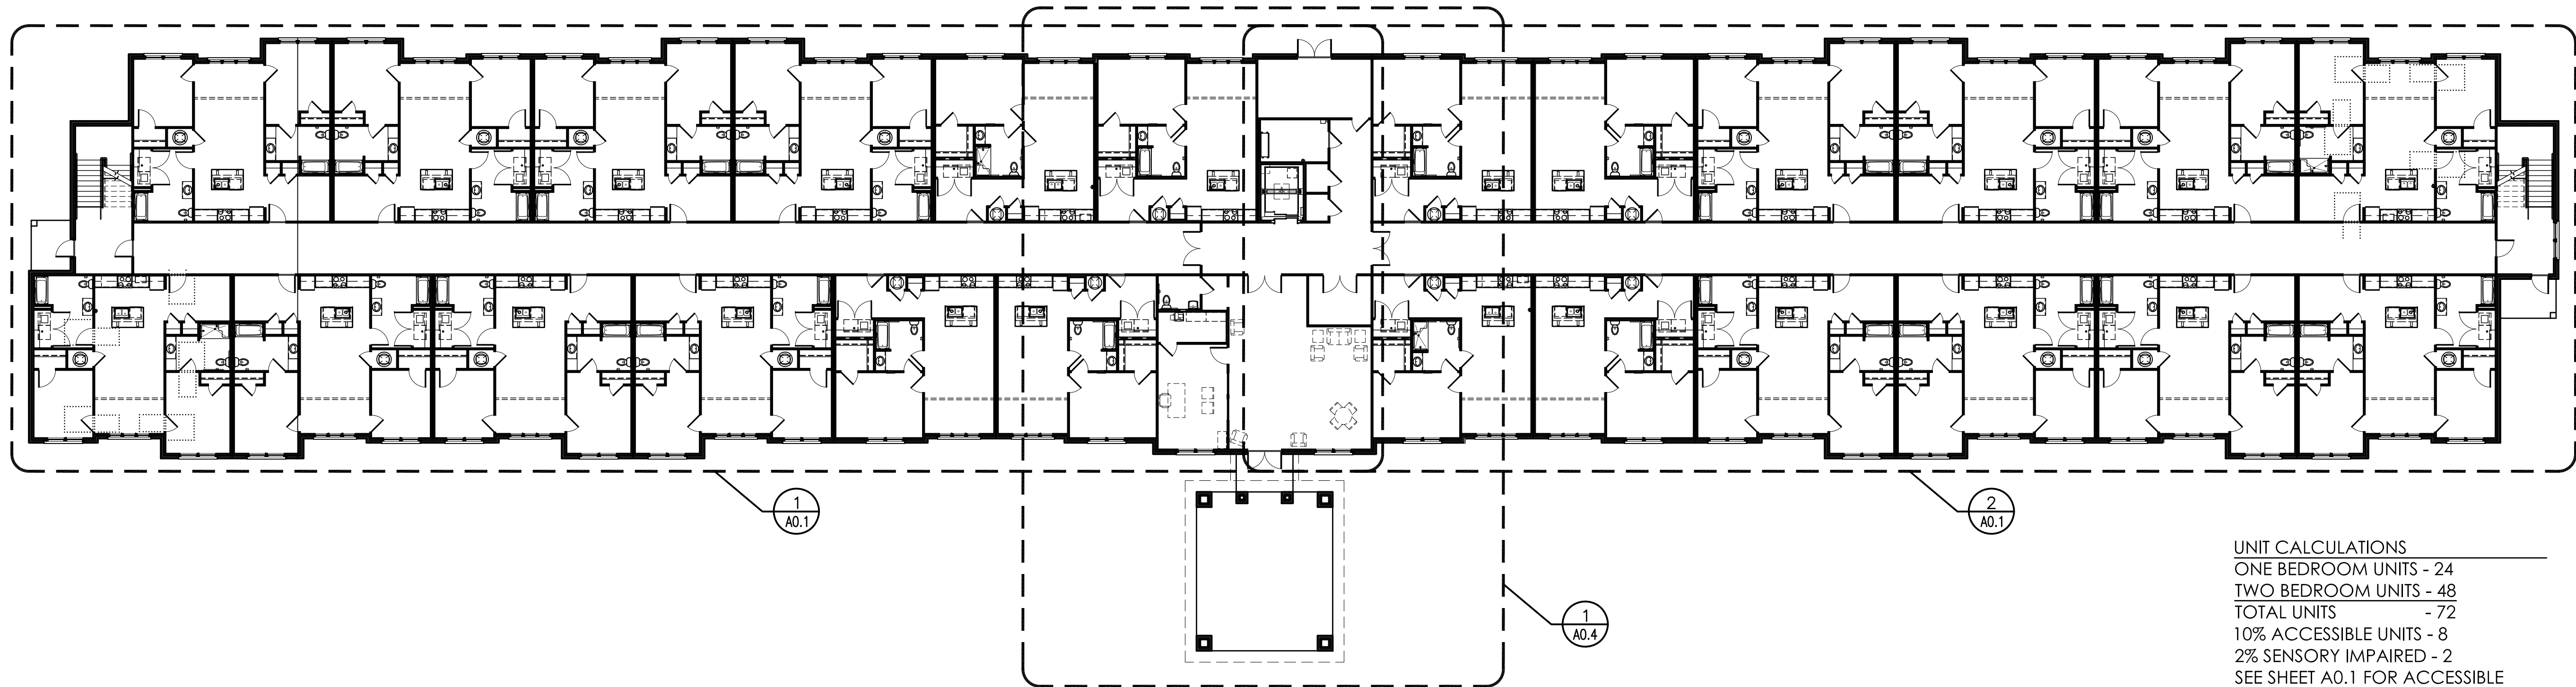 1
A0.1
2
A0.1
1
A0.4
UNIT CALCULATIONS
ONE BEDROOM UNITS - 24
TWO BEDROOM UNITS - 48
TOTAL UNITS - 72
10% ACCESSIBLE UNITS - 8
2% SENSORY IMPAIRED - 2
SEE SHEET A0.1 FOR ACCESSIBLE